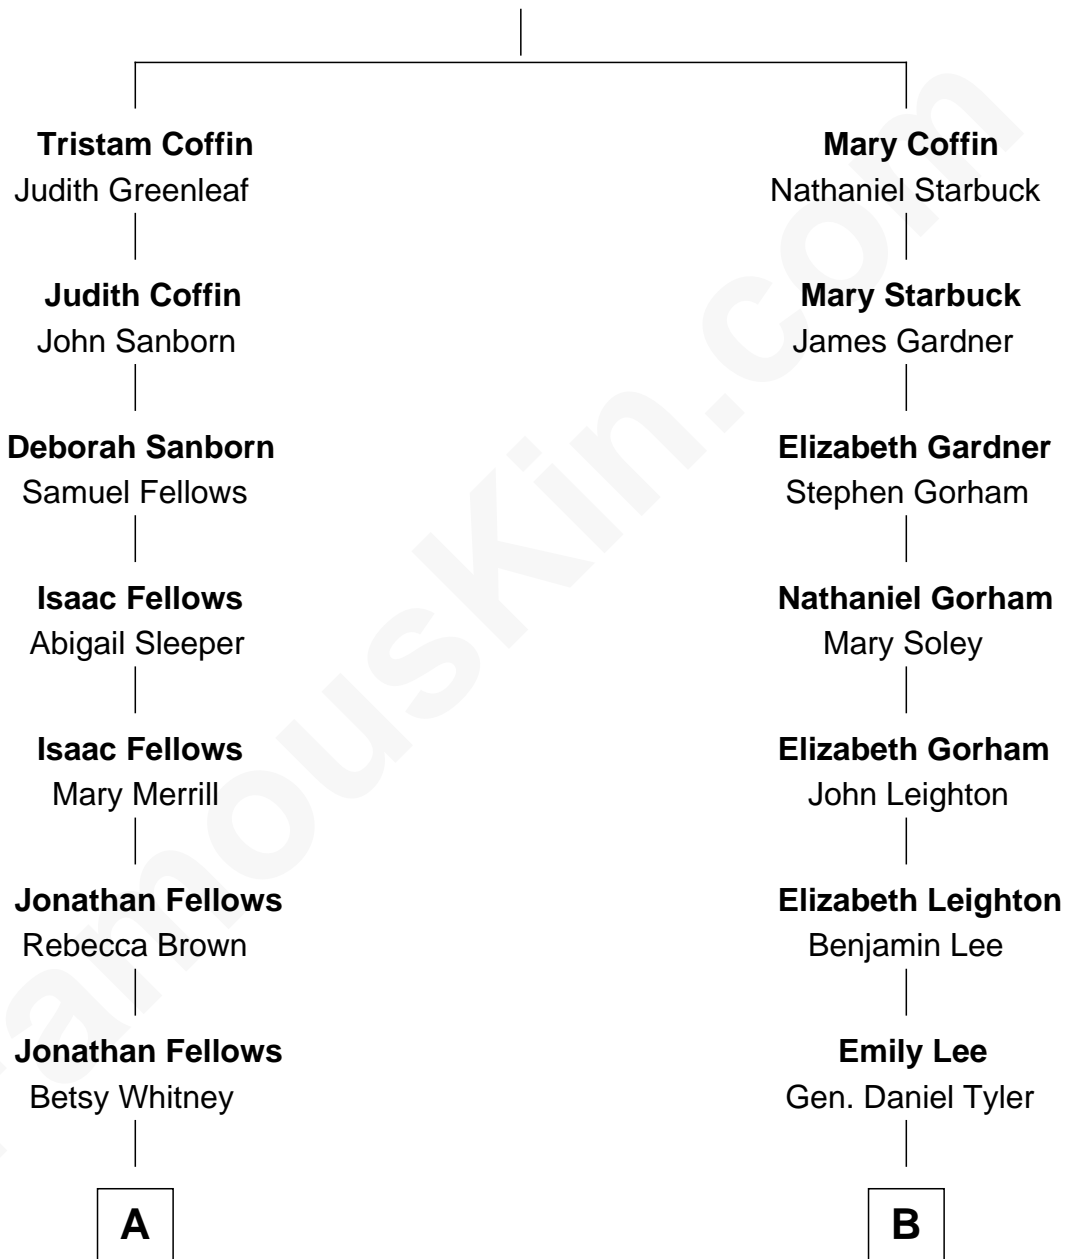 Tristam Coffin
Judith Greenleaf
Judith Coffin
John Sanborn
Deborah Sanborn
Samuel Fellows
Isaac Fellows
Abigail Sleeper
Isaac Fellows
Mary Merrill
Jonathan Fellows
Rebecca Brown
Jonathan Fellows
Betsy Whitney
A
Mary Coffin
Nathaniel Starbuck
Mary Starbuck
James Gardner
Elizabeth Gardner
Stephen Gorham
Nathaniel Gorham
Mary Soley
Elizabeth Gorham
John Leighton
Elizabeth Leighton
Benjamin Lee
Emily Lee
Gen. Daniel Tyler
B
FamousKin.com